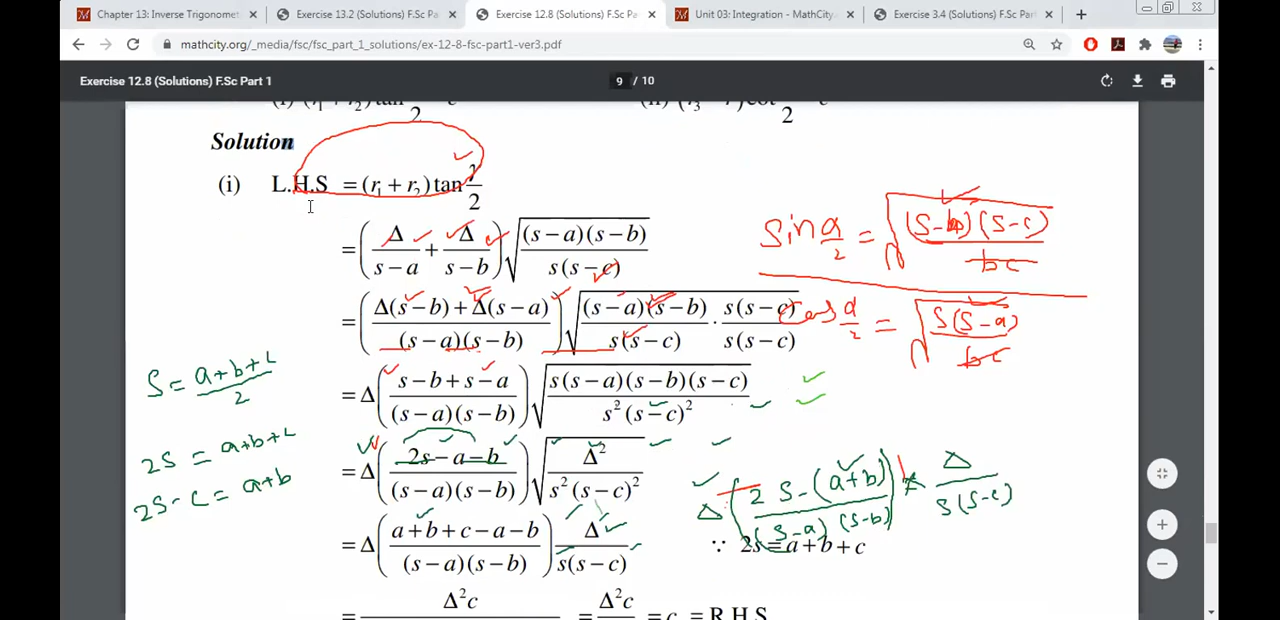 Chapter 13: Inverse Trigonomet
Exercise 13.2 (Solutions) F.Sc Pa
Exercise 12.8 (Solutions) F.Sc Pa
Unit 03: Integration - MathCity.
Exercise 3.4 (Solutions) F.Sc Par
mathcity.org/_media/fsc/fsc_part_1_solutions/ex-12-8-fsc-part1-ver3.pdf
Exercise 12.8 (Solutions) F.Sc Part 1
9 / 10
Solution
(i) L.H.S = (r₁ + r₂) tan γ/2
= (Δ/(s−a) + Δ/(s−b)) √((s−a)(s−b)/(s(s−c)))
= ((Δ(s−b)+Δ(s−a))/((s−a)(s−b))) √((s−a)(s−b)/(s(s−c)) · s(s−c)/(s(s−c)))
= Δ((s−b+s−a)/((s−a)(s−b))) √(s(s−a)(s−b)(s−c)/(s²(s−c)²))
= Δ((2s−a−b)/((s−a)(s−b))) √(Δ²/(s²(s−c)²))
= Δ((a+b+c−a−b)/((s−a)(s−b))) Δ/(s(s−c)) ∵ 2s = a+b+c
= Δ²c = Δ²c = c = R.H.S
Sin α/2 = √((S-b)(S-c)/bc)
Cos α/2 = √(S(S-a)/bc)
S = (a+b+c)/2
2S = a+b+c
2S - c = a+b
Δ(2S-(a+b)/((S-a)(S-b))) × Δ/(S(S-c))